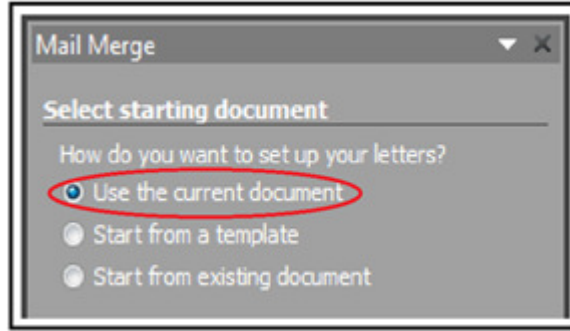 Mail Merge
Select starting document
How do you want to set up your letters?
Use the current document
Start from a template
Start from existing document